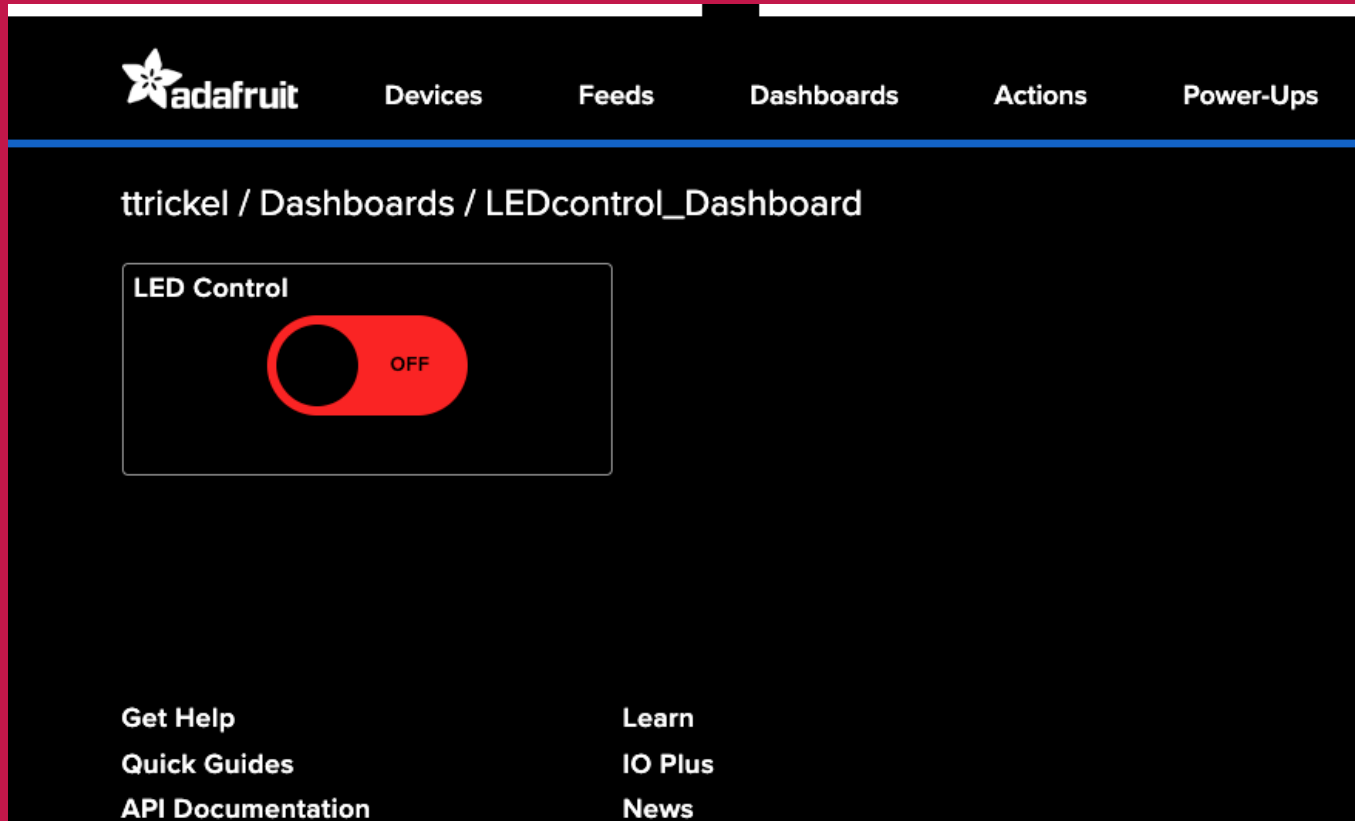 adafruit Devices Feeds Dashboards Actions Power-Ups
ttrickel / Dashboards / LEDcontrol_Dashboard
LED Control
OFF
Get Help Learn
Quick Guides IO Plus
API Documentation News